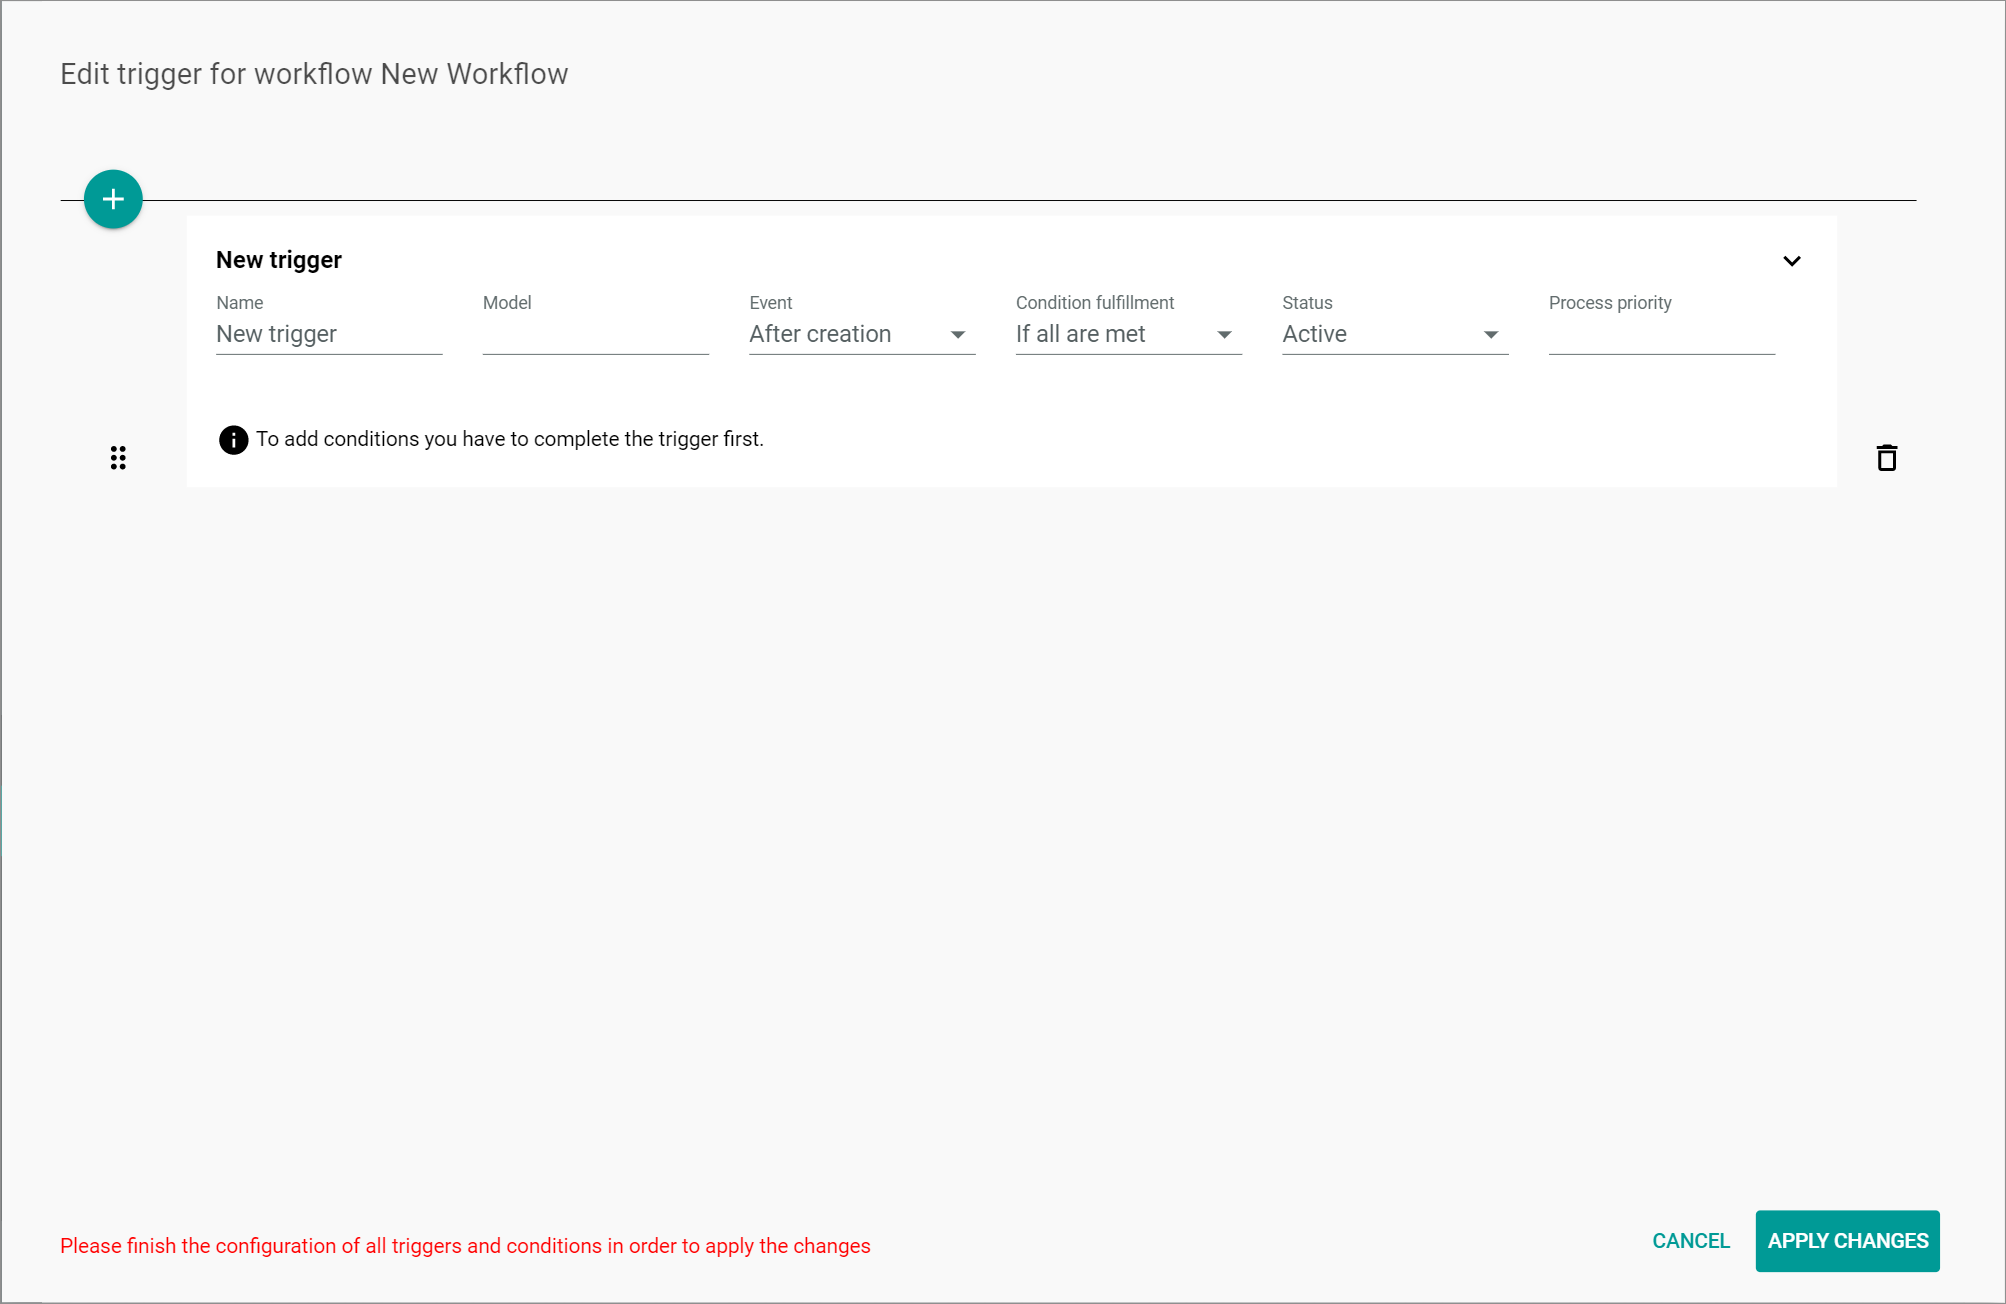 Edit trigger for workflow New Workflow
New trigger
Name Model Event Condition fulfillment Status Process priority
New trigger After creation If all are met Active
To add conditions you have to complete the trigger first.
Please finish the configuration of all triggers and conditions in order to apply the changes
CANCEL APPLY CHANGES